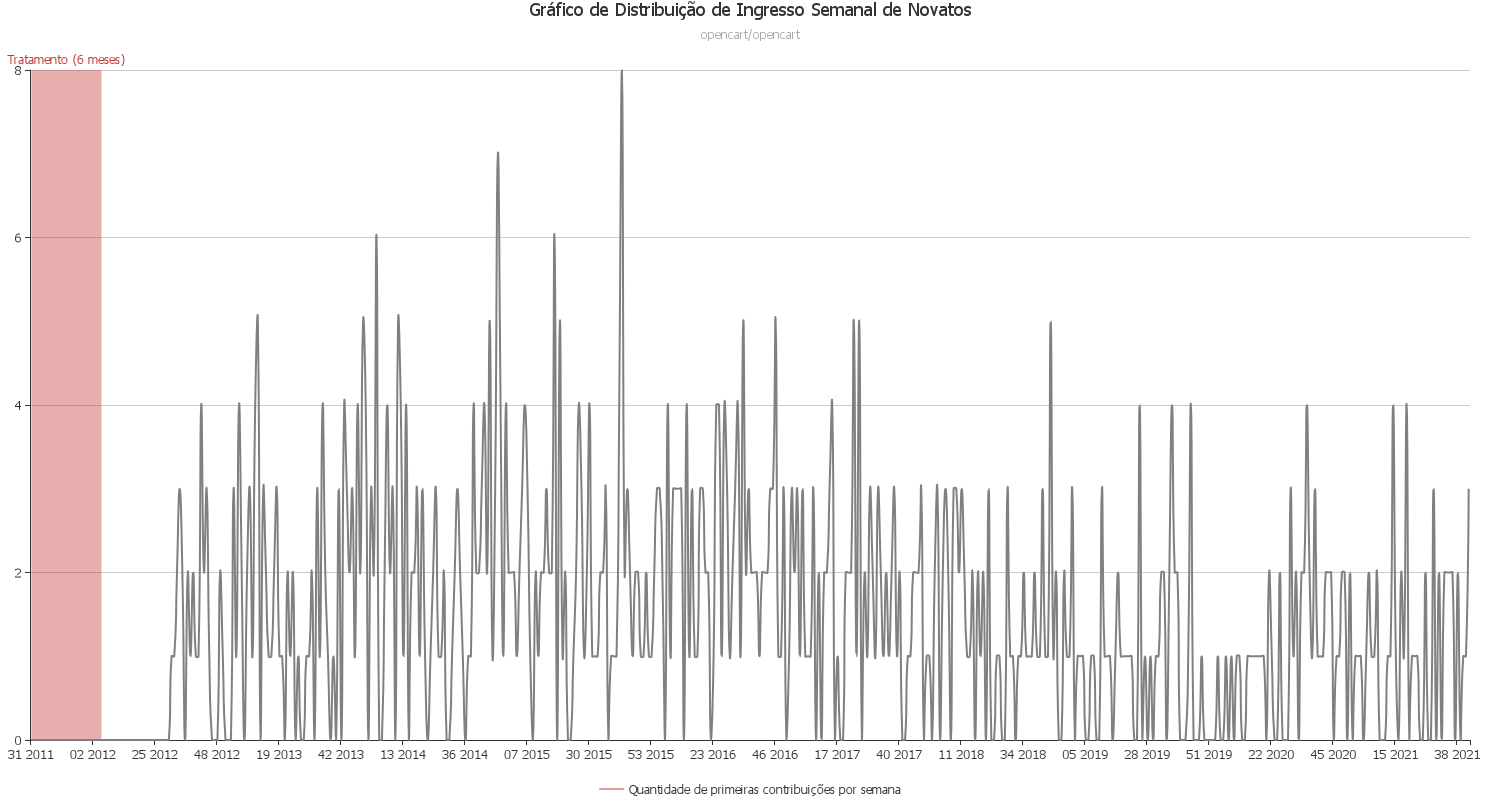 Gráfico de Distribuição de Ingresso Semanal de Novatos
opencart/opencart
Tratamento (6 meses)
8
6
4
2
0
31 2011 02 2012 25 2012 48 2012 19 2013 42 2013 13 2014 36 2014 07 2015 30 2015 53 2015 23 2016 46 2016 17 2017 40 2017 11 2018 34 2018 05 2019 28 2019 51 2019 22 2020 45 2020 15 2021 38 2021
Quantidade de primeiras contribuições por semana